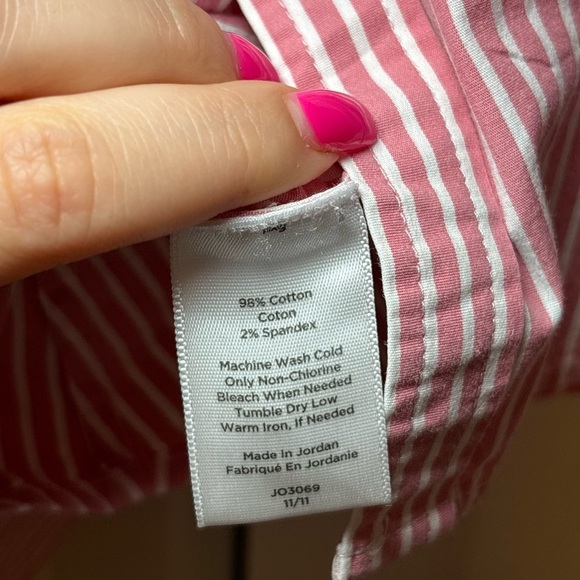 98% Cotton
Coton
2% Spandex
Machine Wash Cold
Only Non-Chlorine
Bleach When Needed
Tumble Dry Low
Warm Iron, If Needed
Made In Jordan
Fabriqué En Jordanie
JO3069
11/11